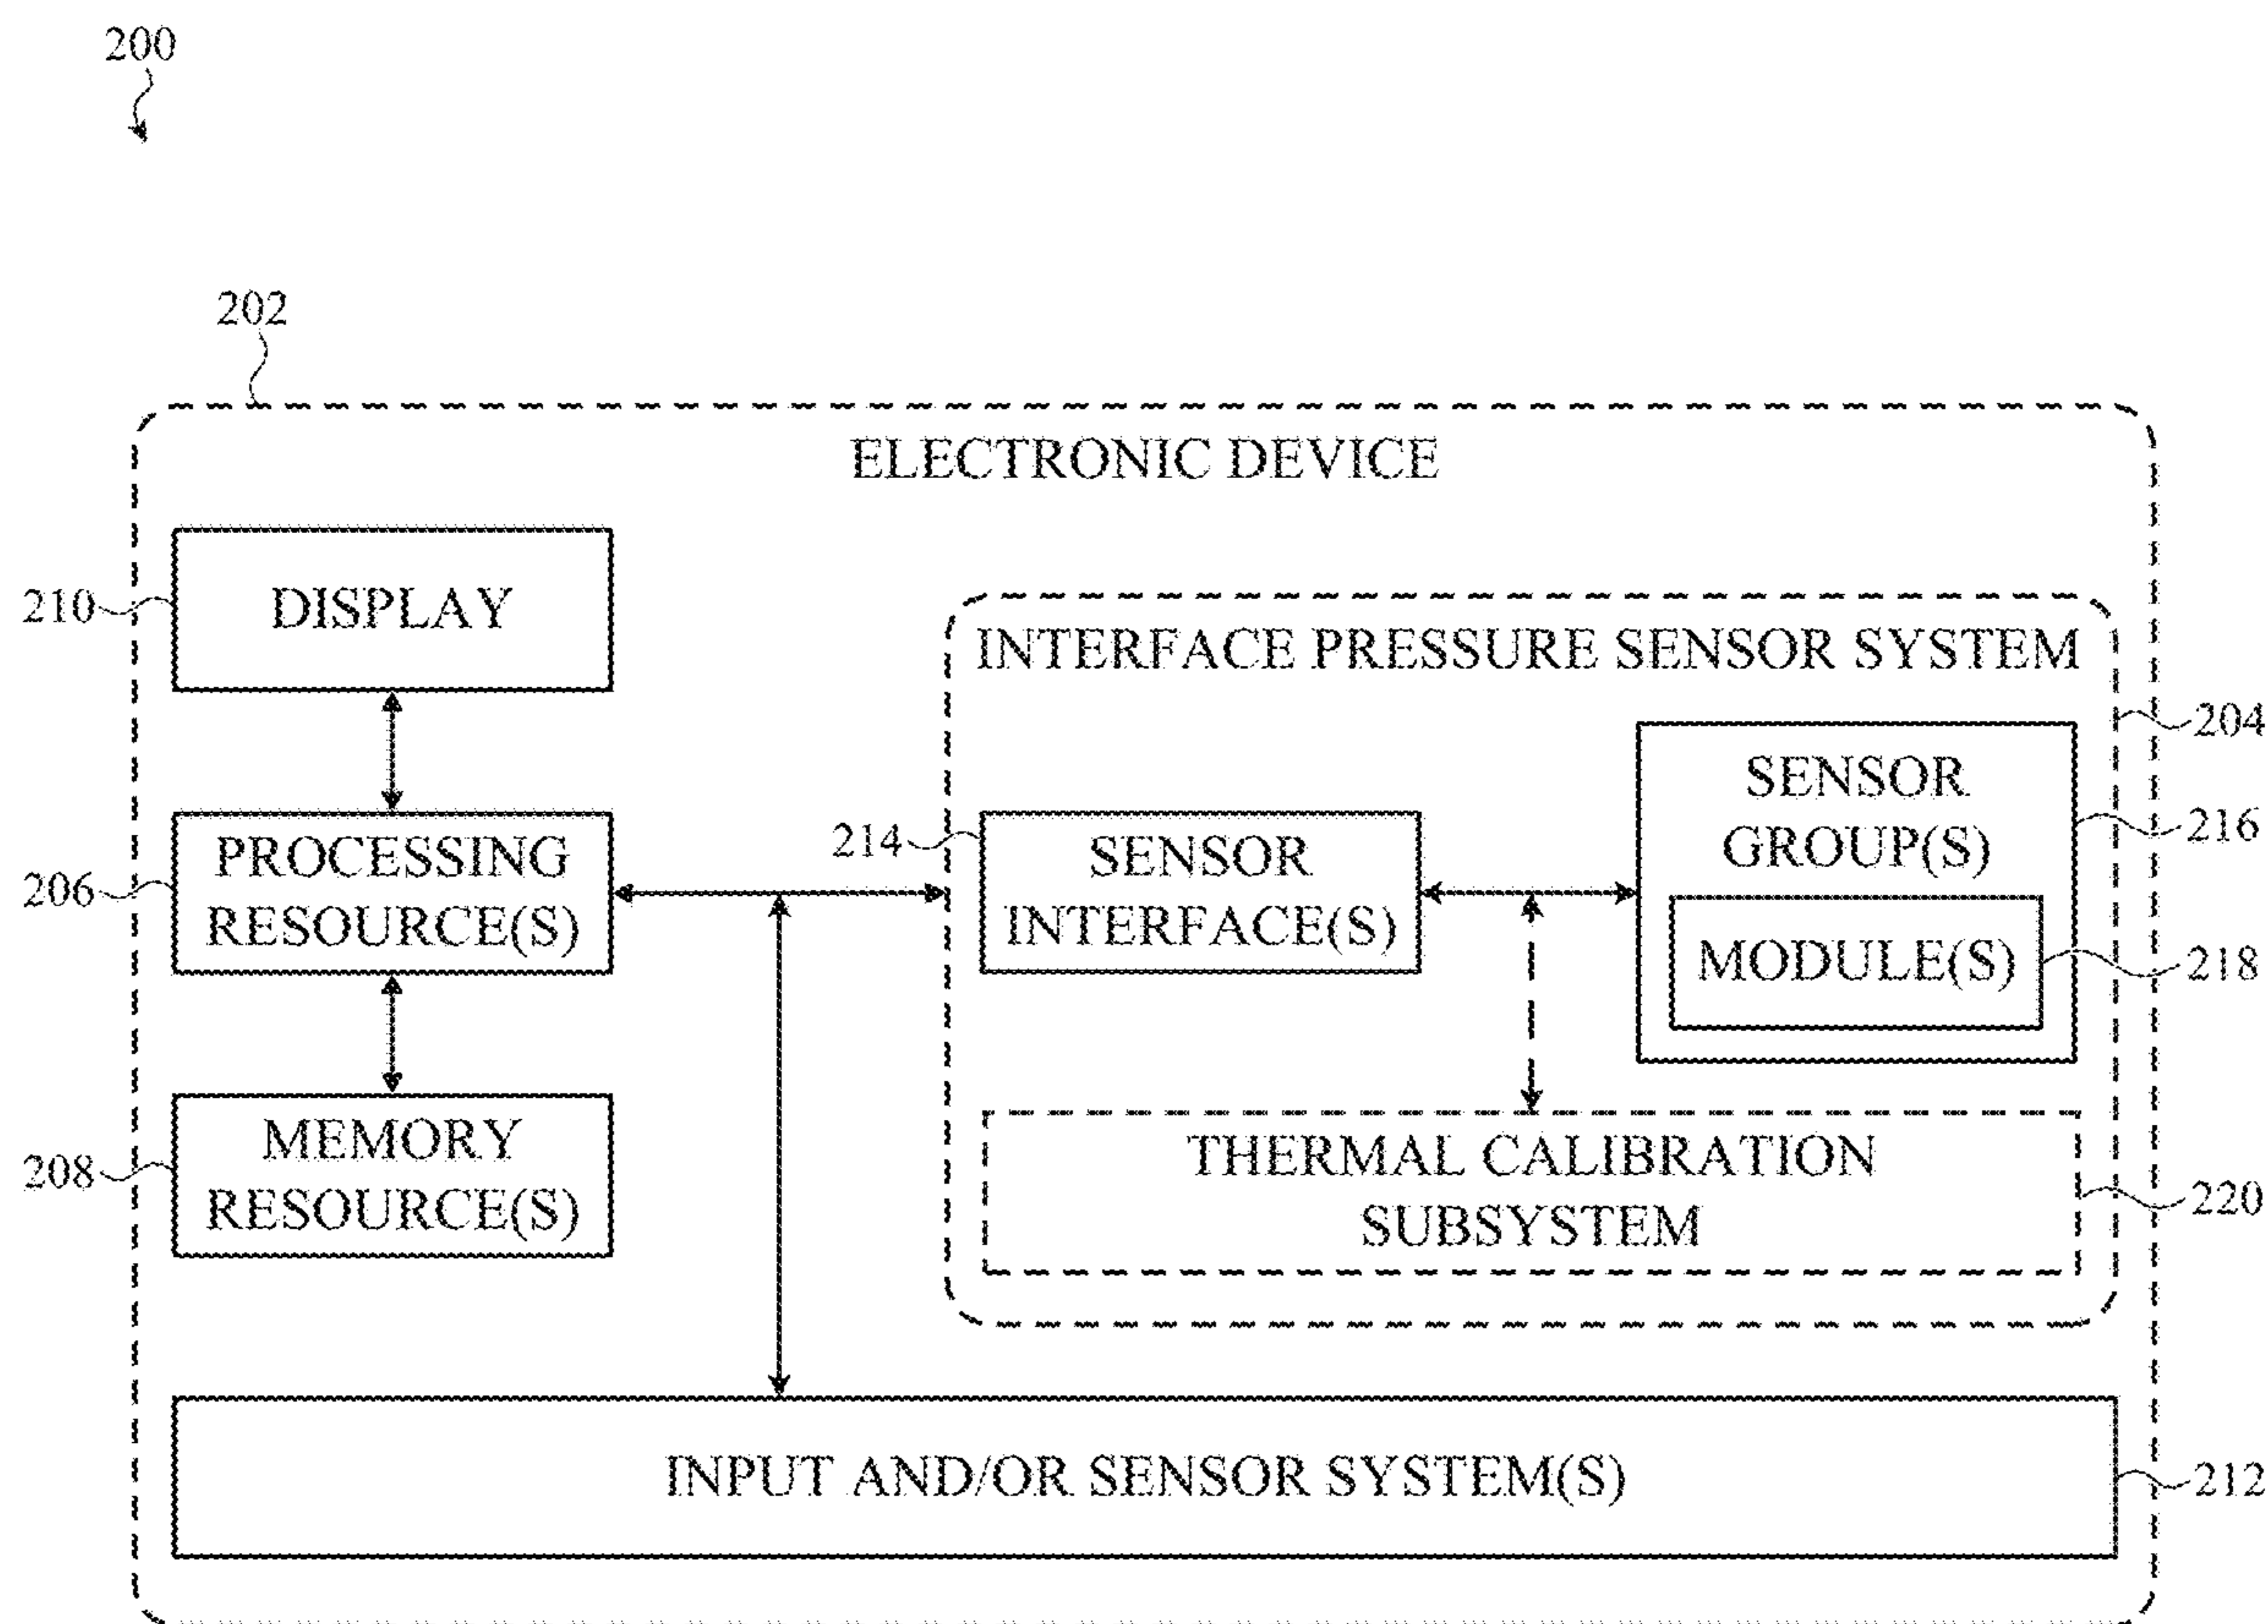 200
202
ELECTRONIC DEVICE
210
DISPLAY
INTERFACE PRESSURE SENSOR SYSTEM
204
SENSOR
GROUP(S)
216
MODULE(S)
218
214
SENSOR
INTERFACE(S)
206
PROCESSING
RESOURCE(S)
208
MEMORY
RESOURCE(S)
THERMAL CALIBRATION
SUBSYSTEM
220
INPUT AND/OR SENSOR SYSTEM(S)
212